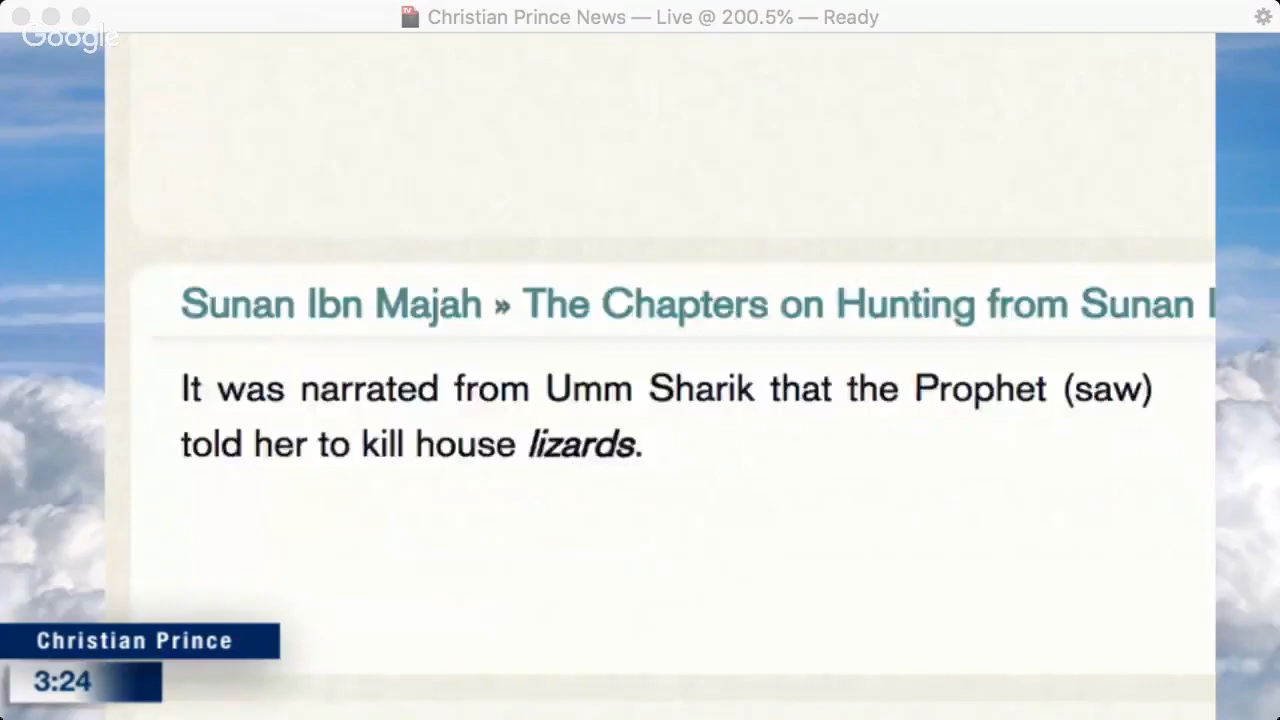 Christian Prince News — Live @ 200.5% — Ready
Google
Sunan Ibn Majah » The Chapters on Hunting from Sunan I
It was narrated from Umm Sharik that the Prophet (saw)
told her to kill house lizards.
Christian Prince
3:24